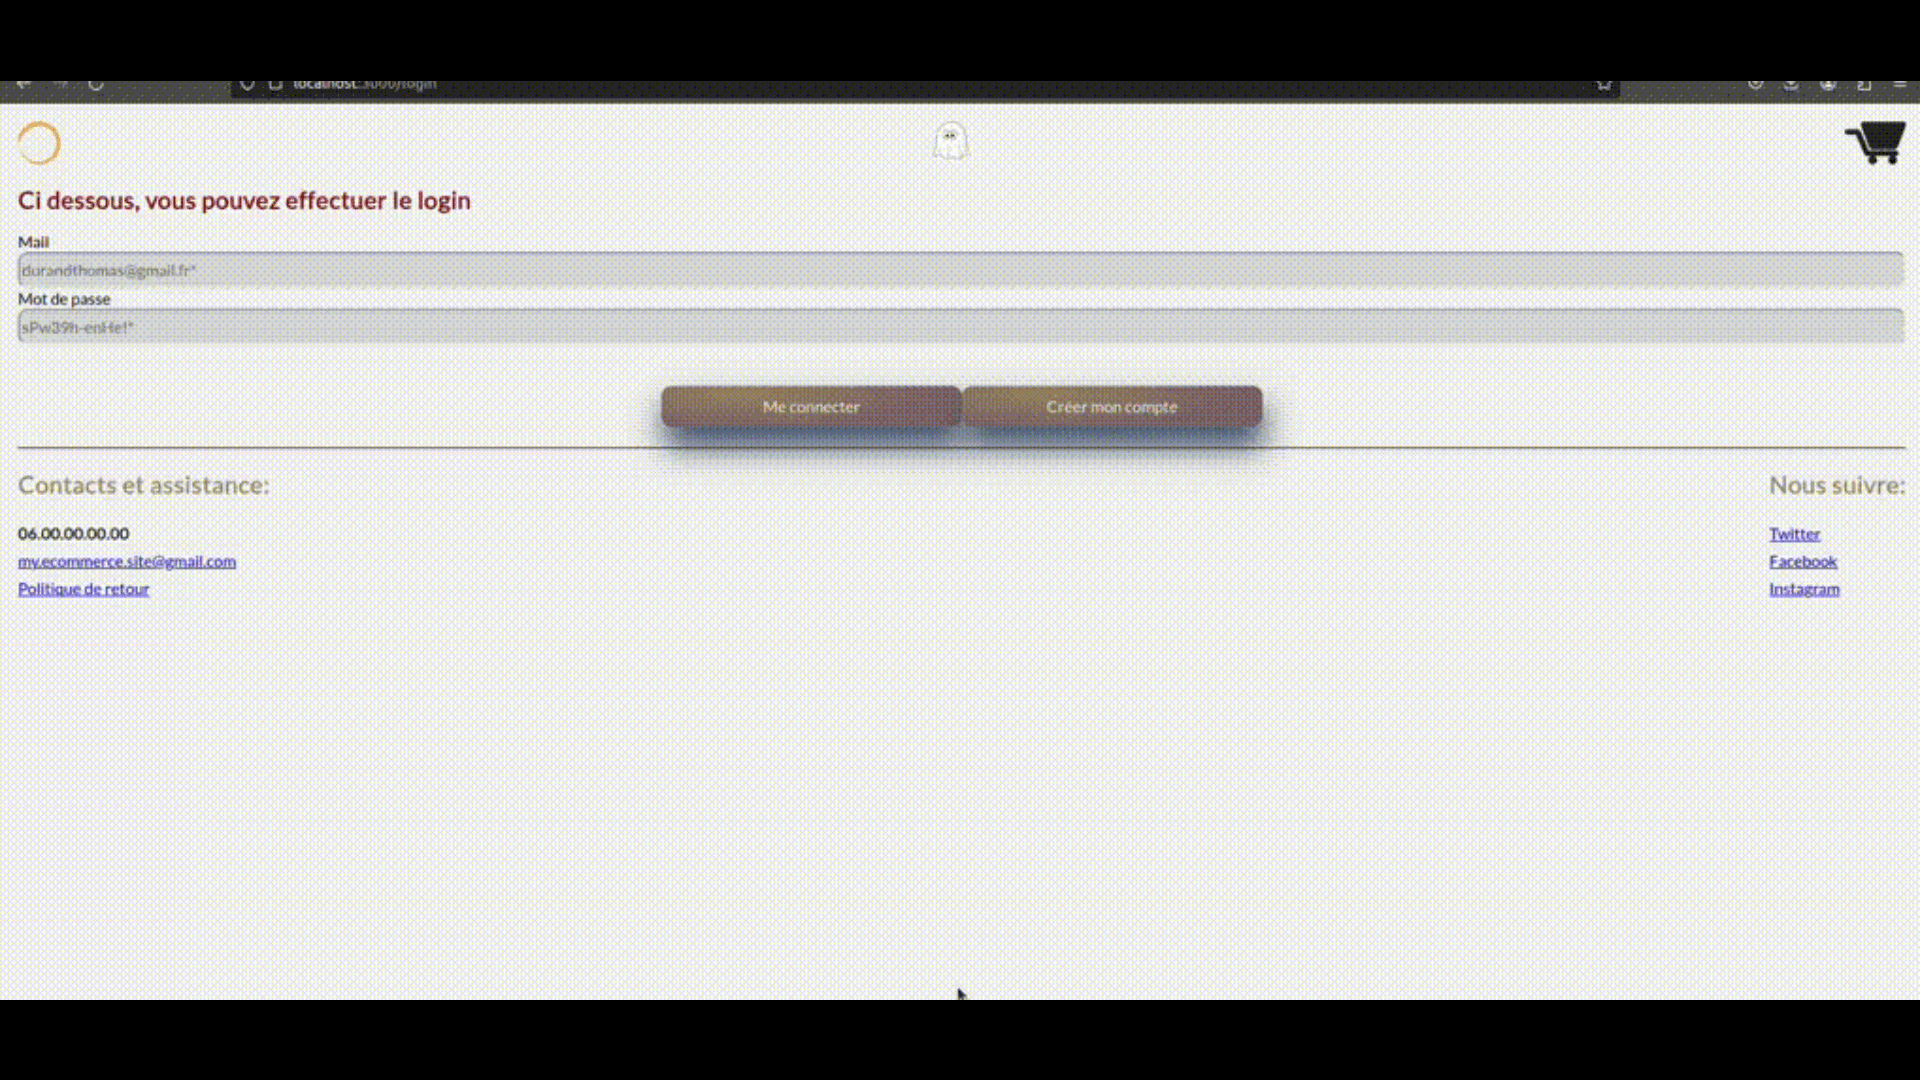 localhost:3000/login
Ci dessous, vous pouvez effectuer le login
Mail
durandthomas@gmail.fr*
Mot de passe
sPw39h-enHe!*
Me connecter
Créer mon compte
Contacts et assistance:
06.00.00.00.00
my.ecommerce.site@gmail.com
Politique de retour
Nous suivre:
Twitter
Facebook
Instagram